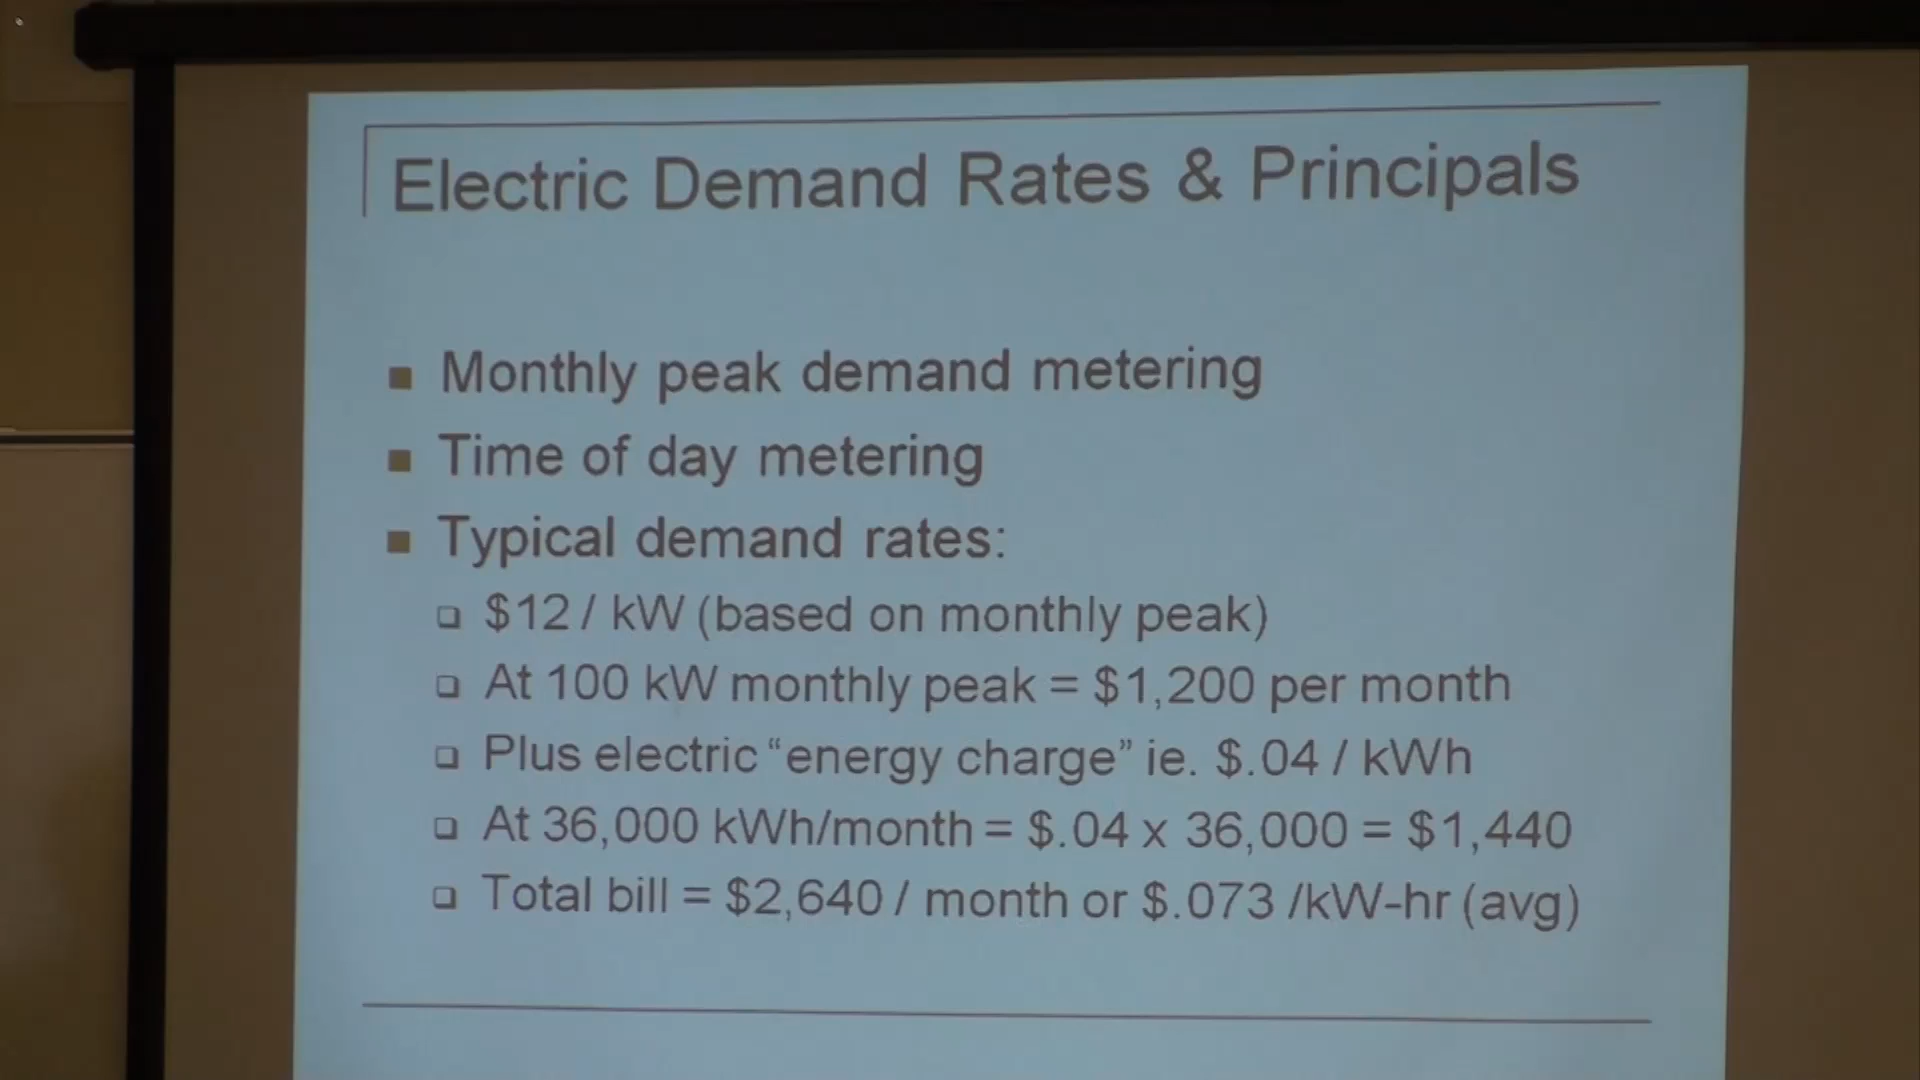 Electric Demand Rates & Principals
Monthly peak demand metering
Time of day metering
Typical demand rates:
$12 / kW (based on monthly peak)
At 100 kW monthly peak = $1,200 per month
Plus electric “energy charge” ie. $.04 / kWh
At 36,000 kWh/month = $.04 x 36,000 = $1,440
Total bill = $2,640 / month or $.073 /kW-hr (avg)